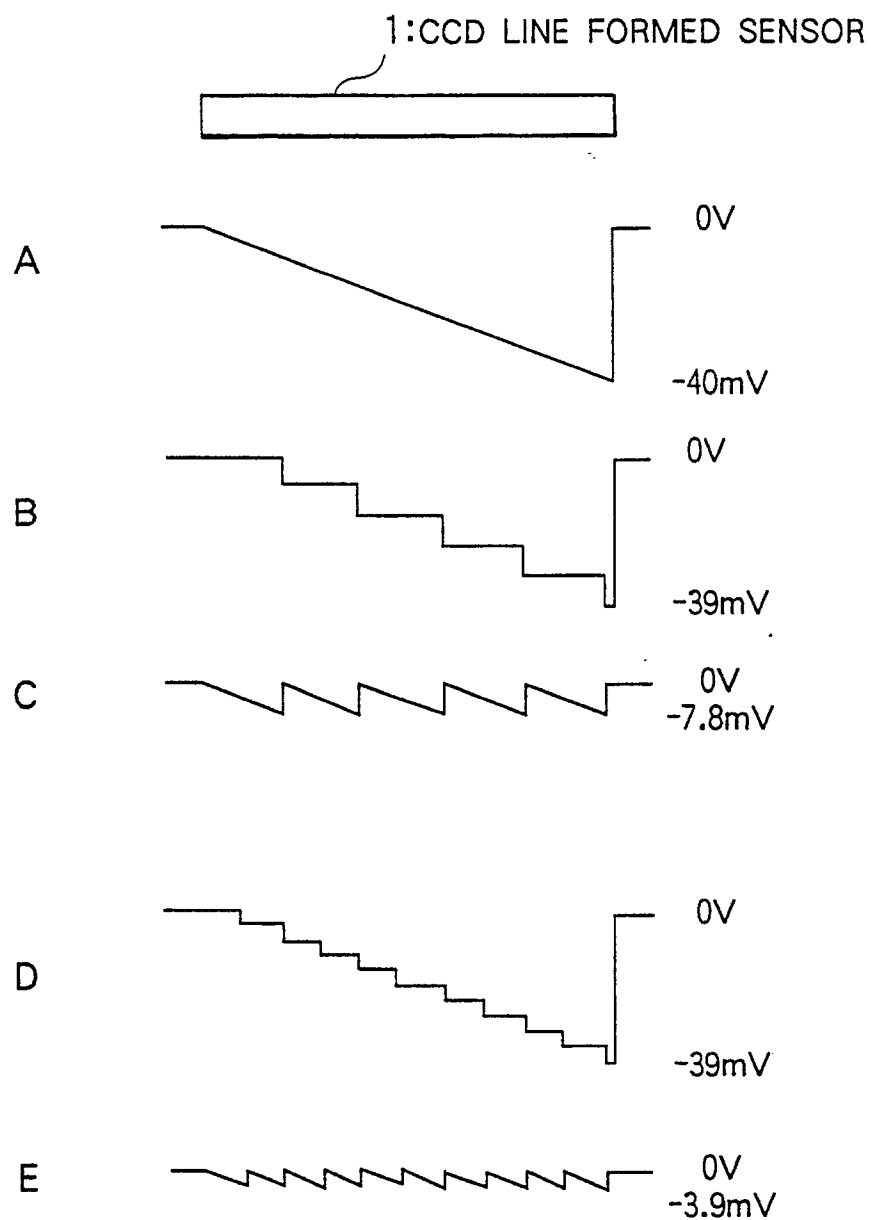 1:CCD LINE FORMED SENSOR
A
0V
-40mV
B
0V
-39mV
C
0V
-7.8mV
D
0V
-39mV
E
0V
-3.9mV